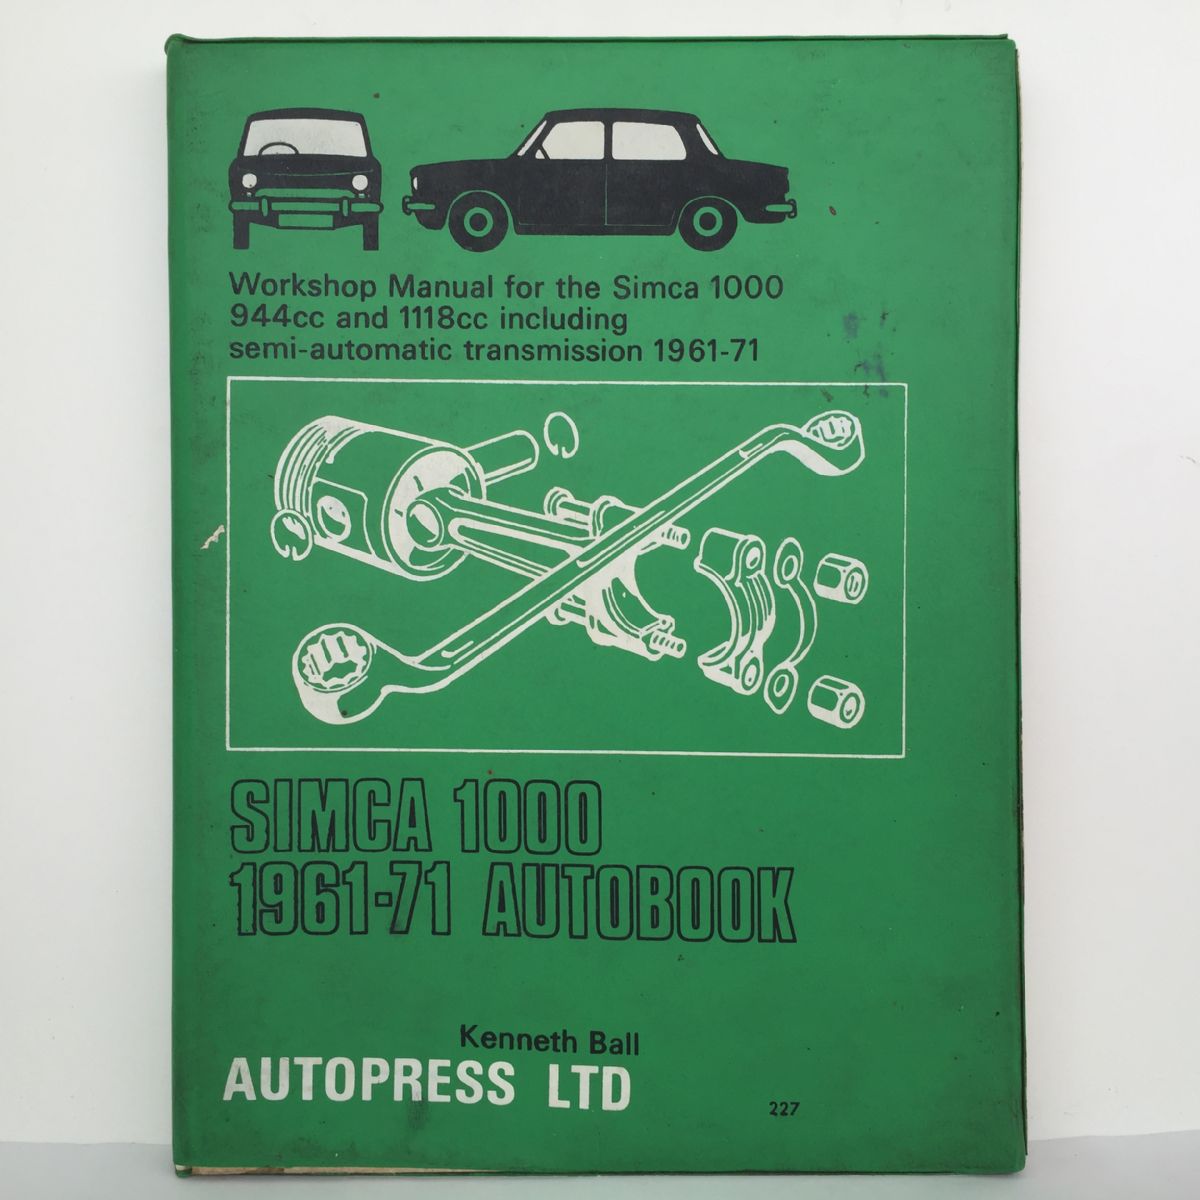 Workshop Manual for the Simca 1000
944cc and 1118cc including
semi-automatic transmission 1961-71
SIMCA 1000
1961-71 AUTOBOOK
Kenneth Ball
AUTOPRESS LTD
227